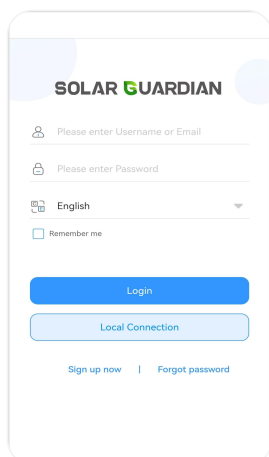 SOLAR GUARDIAN
Please enter Username or Email
Please enter Password
English
Remember me
Login
Local Connection
Sign up now | Forgot password